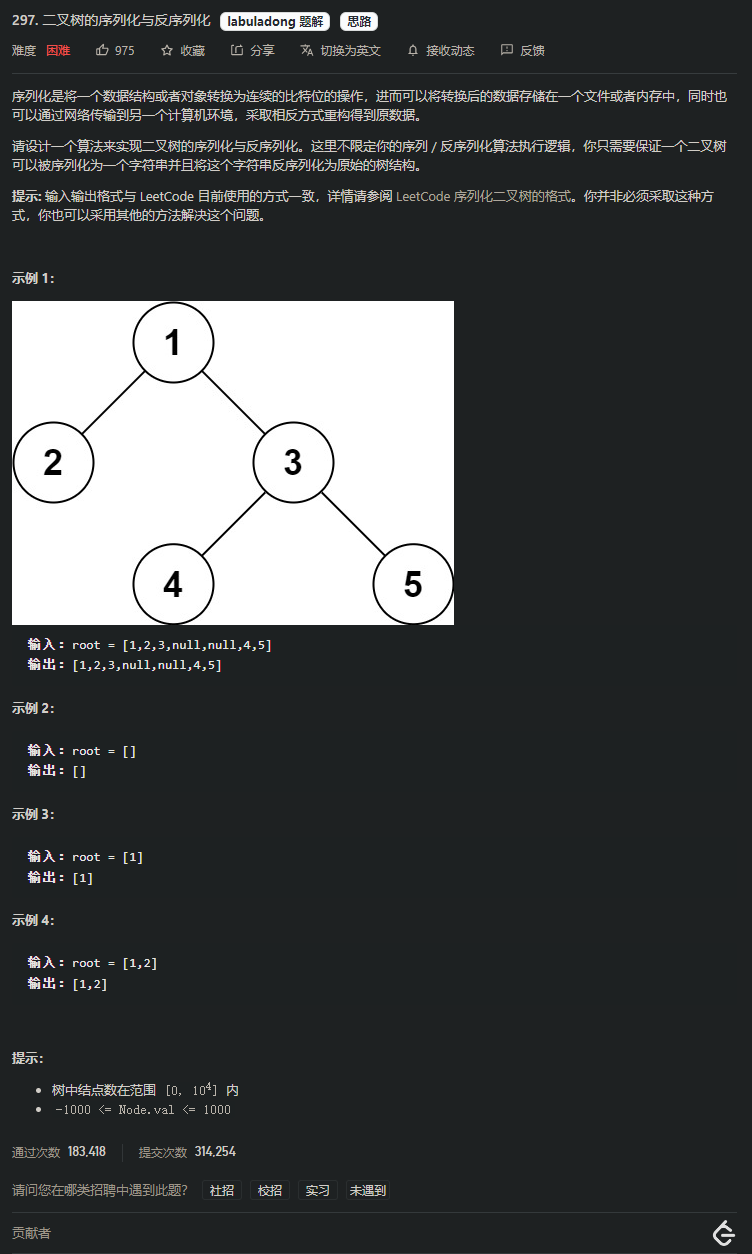 297. 二叉树的序列化与反序列化 labuladong 题解 思路
难度 困难 975 收藏 分享 切换为英文 接收动态 反馈
序列化是将一个数据结构或者对象转换为连续的比特位的操作，进而可以将转换后的数据存储在一个文件或者内存中，同时也
可以通过网络传输到另一个计算机环境，采取相反方式重构得到原数据。
请设计一个算法来实现二叉树的序列化与反序列化。这里不限定你的序列 / 反序列化算法执行逻辑，你只需要保证一个二叉树
可以被序列化为一个字符串并且将这个字符串反序列化为原始的树结构。
提示: 输入输出格式与 LeetCode 目前使用的方式一致，详情请参阅 LeetCode 序列化二叉树的格式。你并非必须采取这种方
式，你也可以采用其他的方法解决这个问题。
示例 1：
1
2 3
4 5
输入：root = [1,2,3,null,null,4,5]
输出：[1,2,3,null,null,4,5]
示例 2：
输入：root = []
输出：[]
示例 3：
输入：root = [1]
输出：[1]
示例 4：
输入：root = [1,2]
输出：[1,2]
提示：
• 树中结点数在范围 [0, 10⁴] 内
• -1000 <= Node.val <= 1000
通过次数 183,418 提交次数 314,254
请问您在哪类招聘中遇到此题？ 社招 校招 实习 未遇到
贡献者